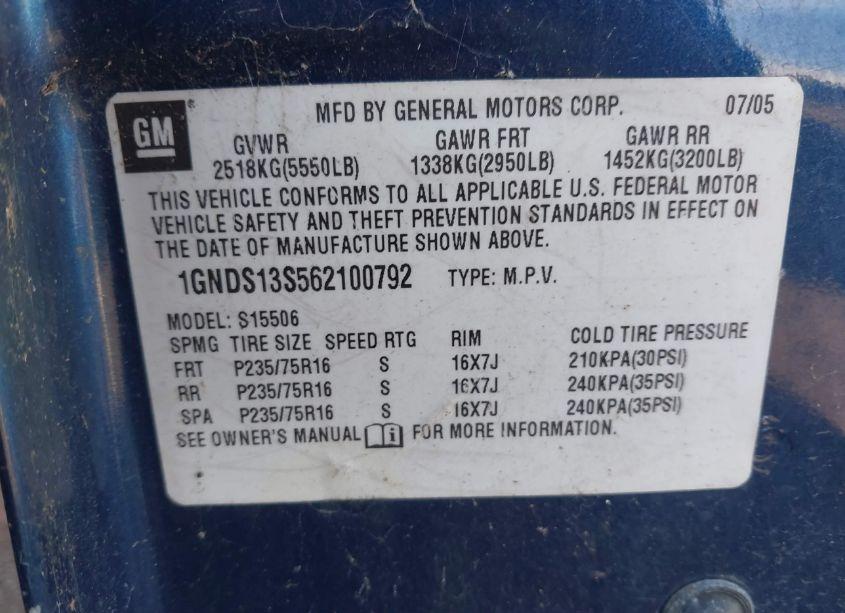 GM ® MFD BY GENERAL MOTORS CORP. 07/05
GVWR GAWR FRT GAWR RR
2518KG(5550LB) 1338KG(2950LB) 1452KG(3200LB)
THIS VEHICLE CONFORMS TO ALL APPLICABLE U.S. FEDERAL MOTOR
VEHICLE SAFETY AND THEFT PREVENTION STANDARDS IN EFFECT ON
THE DATE OF MANUFACTURE SHOWN ABOVE.
1GNDS13S562100792 TYPE: M.P.V.
MODEL: S15506
SPMG TIRE SIZE SPEED RTG RIM COLD TIRE PRESSURE
FRT P235/75R16 S 16X7J 210KPA(30PSI)
RR P235/75R16 S 16X7J 240KPA(35PSI)
SPA P235/75R16 S 16X7J 240KPA(35PSI)
SEE OWNER'S MANUAL i FOR MORE INFORMATION.